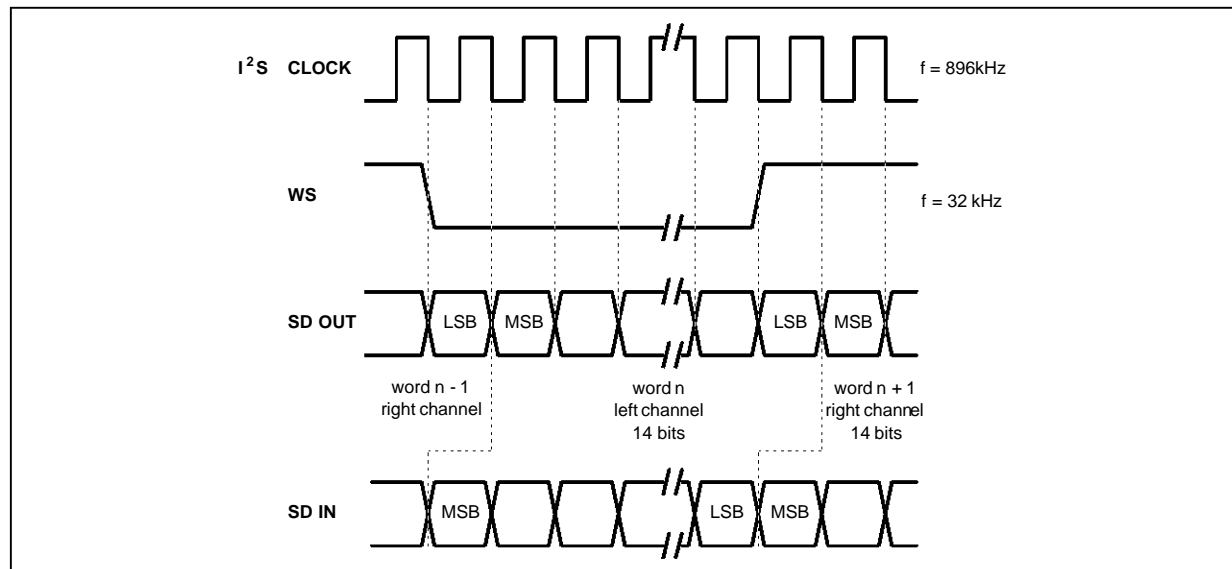 I²S CLOCK
f = 896kHz
WS
f = 32 kHz
SD OUT
LSB MSB LSB MSB
word n - 1
right channel
word n
left channel
14 bits
word n + 1
right channel
14 bits
SD IN
MSB LSB MSB